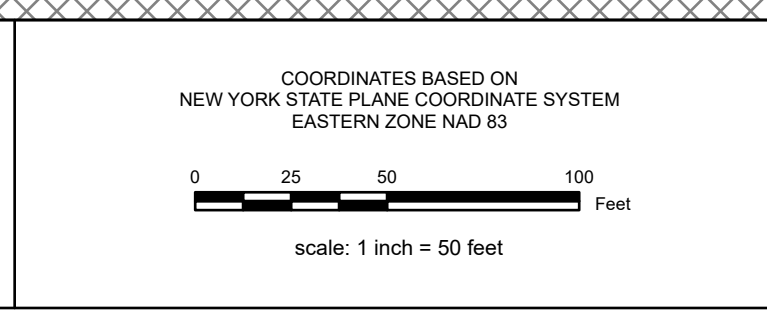 COORDINATES BASED ON
NEW YORK STATE PLANE COORDINATE SYSTEM
EASTERN ZONE NAD 83
0 25 50 100
Feet
scale: 1 inch = 50 feet